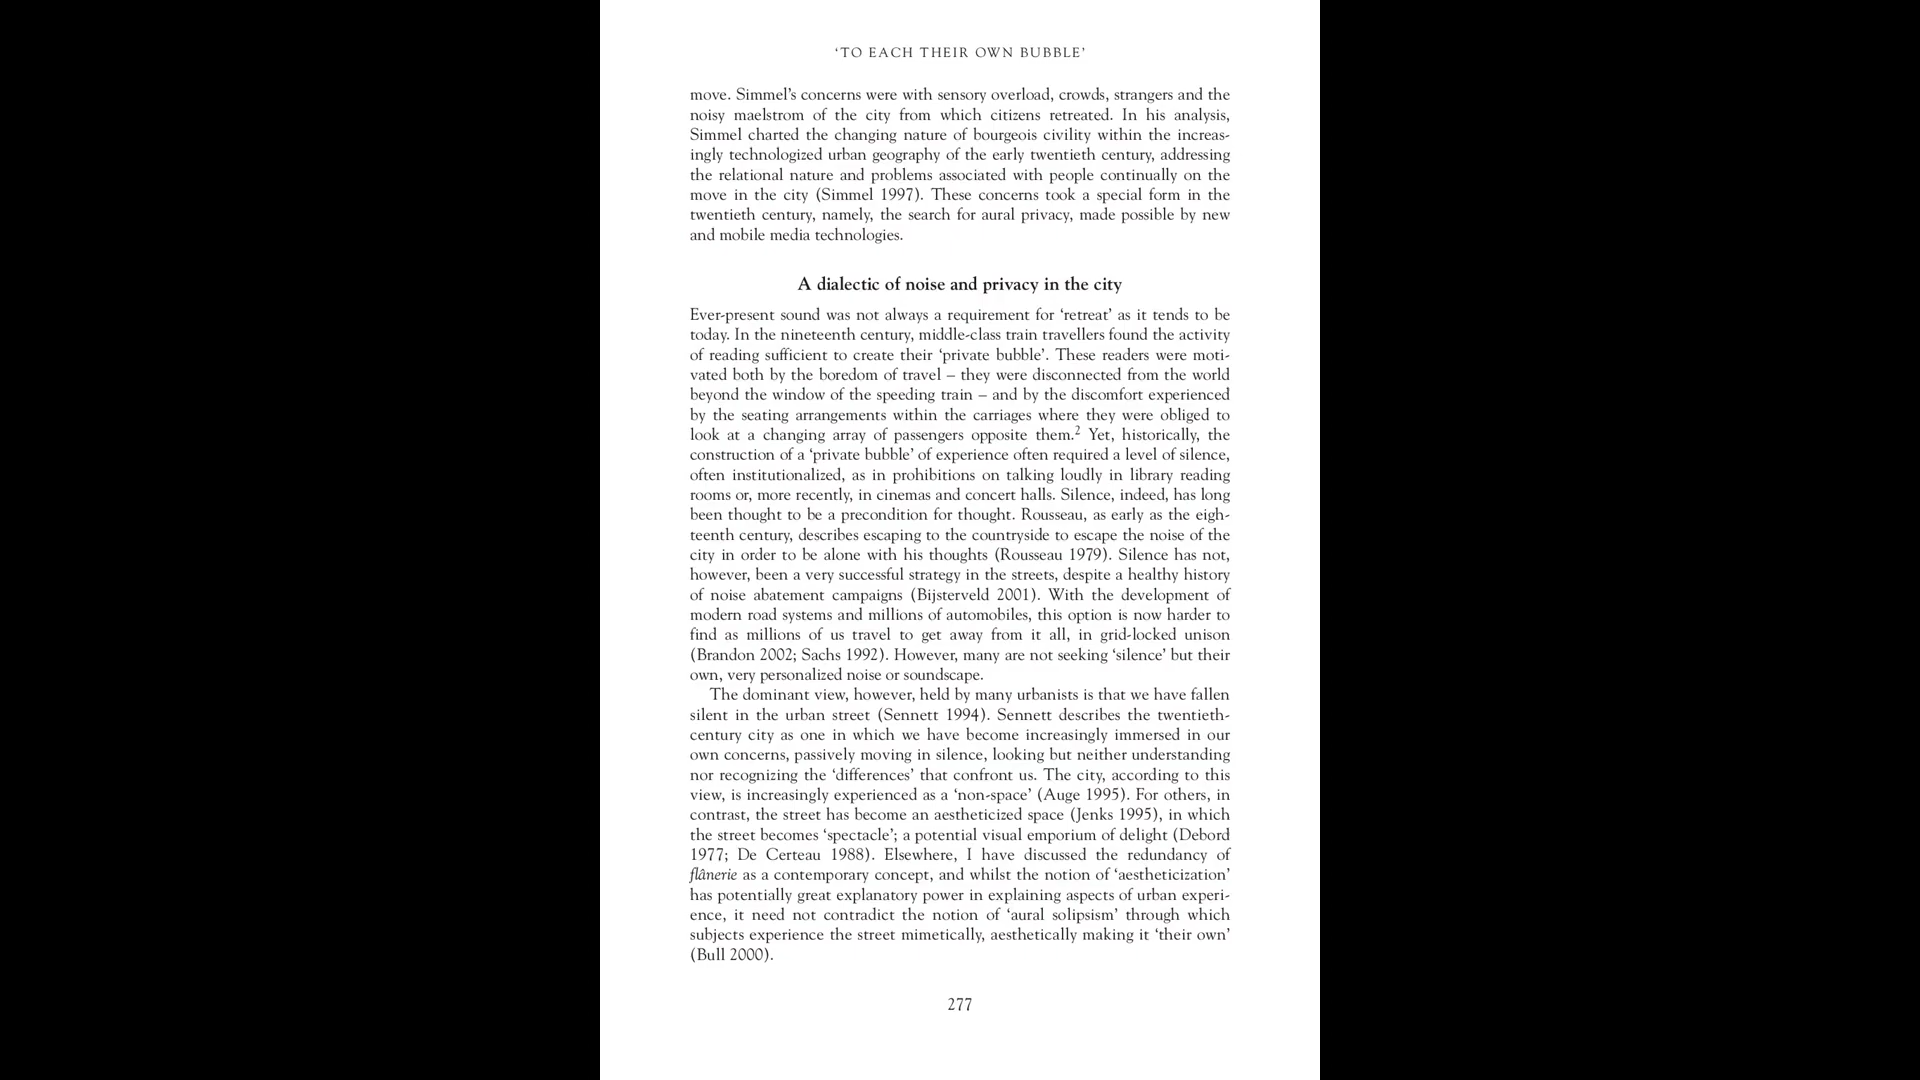 ‘TO EACH THEIR OWN BUBBLE’
move. Simmel’s concerns were with sensory overload, crowds, strangers and the
noisy maelstrom of the city from which citizens retreated. In his analysis,
Simmel charted the changing nature of bourgeois civility within the increas-
ingly technologized urban geography of the early twentieth century, addressing
the relational nature and problems associated with people continually on the
move in the city (Simmel 1997). These concerns took a special form in the
twentieth century, namely, the search for aural privacy, made possible by new
and mobile media technologies.
A dialectic of noise and privacy in the city
Ever-present sound was not always a requirement for ‘retreat’ as it tends to be
today. In the nineteenth century, middle-class train travellers found the activity
of reading sufficient to create their ‘private bubble’. These readers were moti-
vated both by the boredom of travel – they were disconnected from the world
beyond the window of the speeding train – and by the discomfort experienced
by the seating arrangements within the carriages where they were obliged to
look at a changing array of passengers opposite them.2 Yet, historically, the
construction of a ‘private bubble’ of experience often required a level of silence,
often institutionalized, as in prohibitions on talking loudly in library reading
rooms or, more recently, in cinemas and concert halls. Silence, indeed, has long
been thought to be a precondition for thought. Rousseau, as early as the eigh-
teenth century, describes escaping to the countryside to escape the noise of the
city in order to be alone with his thoughts (Rousseau 1979). Silence has not,
however, been a very successful strategy in the streets, despite a healthy history
of noise abatement campaigns (Bijsterveld 2001). With the development of
modern road systems and millions of automobiles, this option is now harder to
find as millions of us travel to get away from it all, in grid-locked unison
(Brandon 2002; Sachs 1992). However, many are not seeking ‘silence’ but their
own, very personalized noise or soundscape.
The dominant view, however, held by many urbanists is that we have fallen
silent in the urban street (Sennett 1994). Sennett describes the twentieth-
century city as one in which we have become increasingly immersed in our
own concerns, passively moving in silence, looking but neither understanding
nor recognizing the ‘differences’ that confront us. The city, according to this
view, is increasingly experienced as a ‘non-space’ (Auge 1995). For others, in
contrast, the street has become an aestheticized space (Jenks 1995), in which
the street becomes ‘spectacle’; a potential visual emporium of delight (Debord
1977; De Certeau 1988). Elsewhere, I have discussed the redundancy of
flânerie as a contemporary concept, and whilst the notion of ‘aestheticization’
has potentially great explanatory power in explaining aspects of urban experi-
ence, it need not contradict the notion of ‘aural solipsism’ through which
subjects experience the street mimetically, aesthetically making it ‘their own’
(Bull 2000).
277